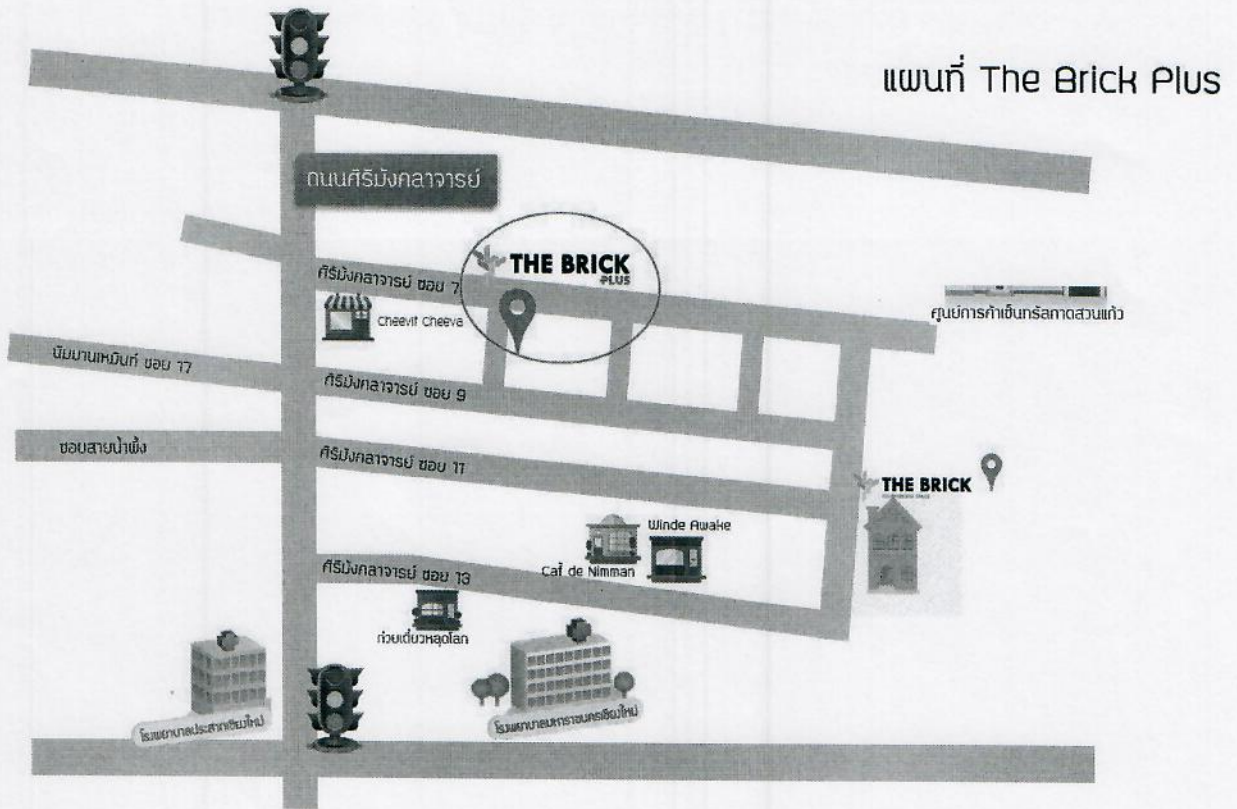 แผนที่ The Brick Plus
ถนนศิริมังคลาจารย์
THE BRICK
PLUS
ศิริมังคลาจารย์ ซอย 7
Cheevit Cheeva
ศูนย์การค้าเซ็นทรัลกาดสวนแก้ว
นิมมานเหมินท์ ซอย 17
ศิริมังคลาจารย์ ซอย 9
ซอยสายน้ำผึ้ง
ศิริมังคลาจารย์ ซอย 11
THE BRICK
Winde Awake
Caf de Nimman
ศิริมังคลาจารย์ ซอย 13
ก๋วยเตี๋ยวหลุดโลก
โรงพยาบาลประสาทเชียงใหม่
โรงพยาบาลมหาราชนครเชียงใหม่